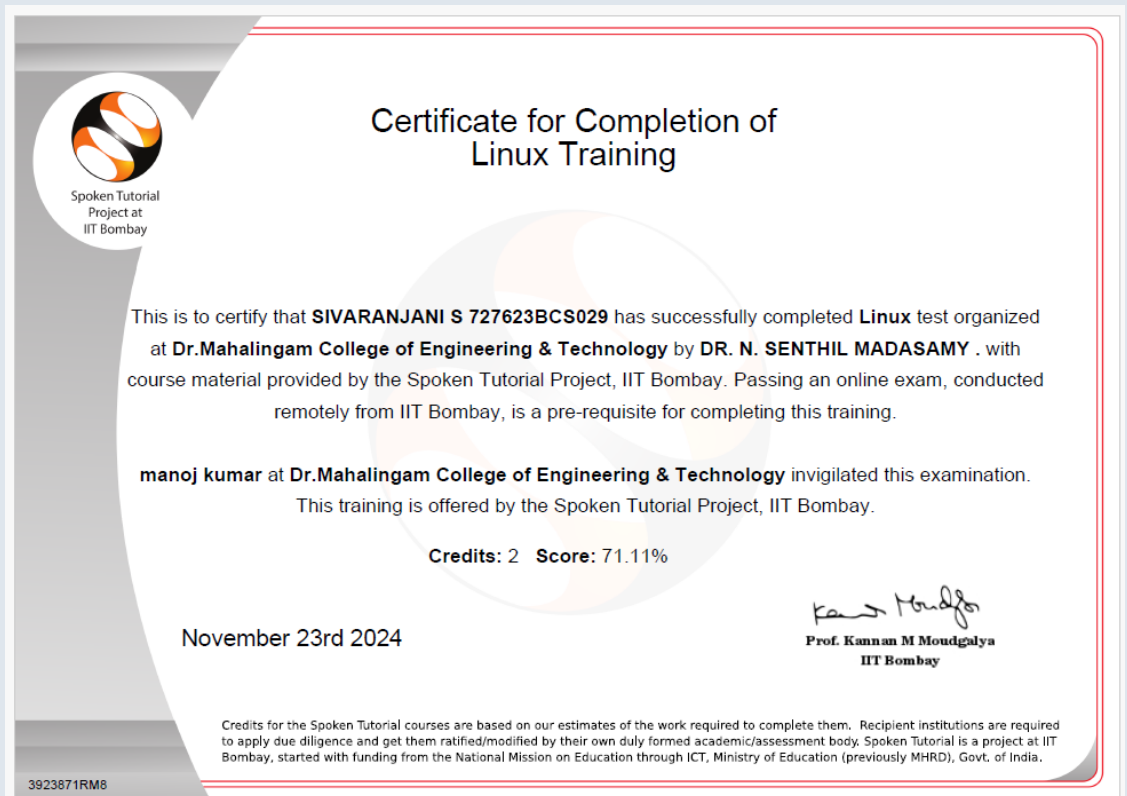 Certificate for Completion of
Linux Training
Spoken Tutorial
Project at
IIT Bombay
This is to certify that SIVARANJANI S 727623BCS029 has successfully completed Linux test organized
at Dr.Mahalingam College of Engineering & Technology by DR. N. SENTHIL MADASAMY . with
course material provided by the Spoken Tutorial Project, IIT Bombay. Passing an online exam, conducted
remotely from IIT Bombay, is a pre-requisite for completing this training.
manoj kumar at Dr.Mahalingam College of Engineering & Technology invigilated this examination.
This training is offered by the Spoken Tutorial Project, IIT Bombay.
Credits: 2 Score: 71.11%
November 23rd 2024
Prof. Kannan M Moudgalya
IIT Bombay
Credits for the Spoken Tutorial courses are based on our estimates of the work required to complete them. Recipient institutions are required
to apply due diligence and get them ratified/modified by their own duly formed academic/assessment body. Spoken Tutorial is a project at IIT
Bombay, started with funding from the National Mission on Education through ICT, Ministry of Education (previously MHRD), Govt. of India.
3923871RM8